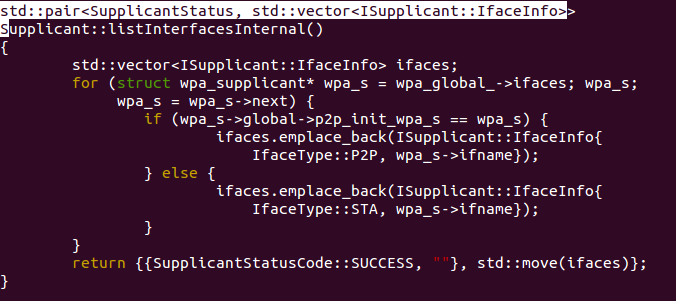 std::pair<SupplicantStatus, std::vector<ISupplicant::IfaceInfo>>
Supplicant::listInterfacesInternal()
{
        std::vector<ISupplicant::IfaceInfo> ifaces;
        for (struct wpa_supplicant* wpa_s = wpa_global_->ifaces; wpa_s;
             wpa_s = wpa_s->next) {
                if (wpa_s->global->p2p_init_wpa_s == wpa_s) {
                        ifaces.emplace_back(ISupplicant::IfaceInfo{
                            IfaceType::P2P, wpa_s->ifname});
                } else {
                        ifaces.emplace_back(ISupplicant::IfaceInfo{
                            IfaceType::STA, wpa_s->ifname});
                }
        }
        return {{SupplicantStatusCode::SUCCESS, ""}, std::move(ifaces)};
}